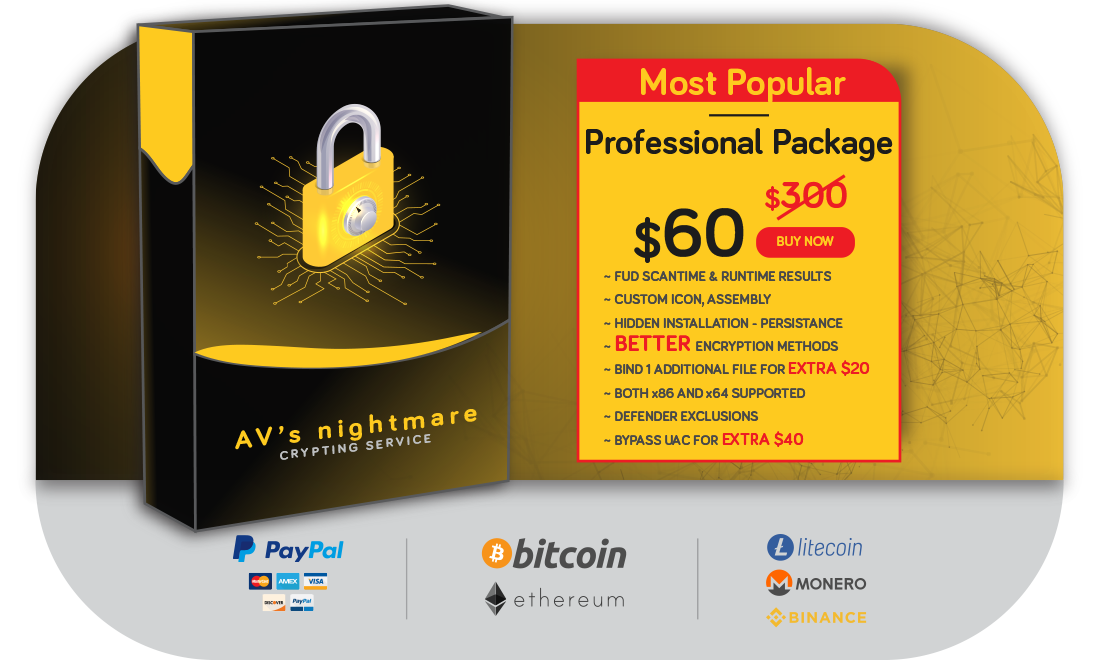 Most Popular
Professional Package
$300
$60
BUY NOW
~ FUD SCANTIME & RUNTIME RESULTS
~ CUSTOM ICON, ASSEMBLY
~ HIDDEN INSTALLATION - PERSISTANCE
~ BETTER ENCRYPTION METHODS
~ BIND 1 ADDITIONAL FILE FOR EXTRA $20
~ BOTH x86 AND x64 SUPPORTED
~ DEFENDER EXCLUSIONS
~ BYPASS UAC FOR EXTRA $40
AV's nightmare
CRYPTING SERVICE
PayPal
AMEX VISA
DISCOVER PayPal
bitcoin
ethereum
litecoin
MONERO
BINANCE